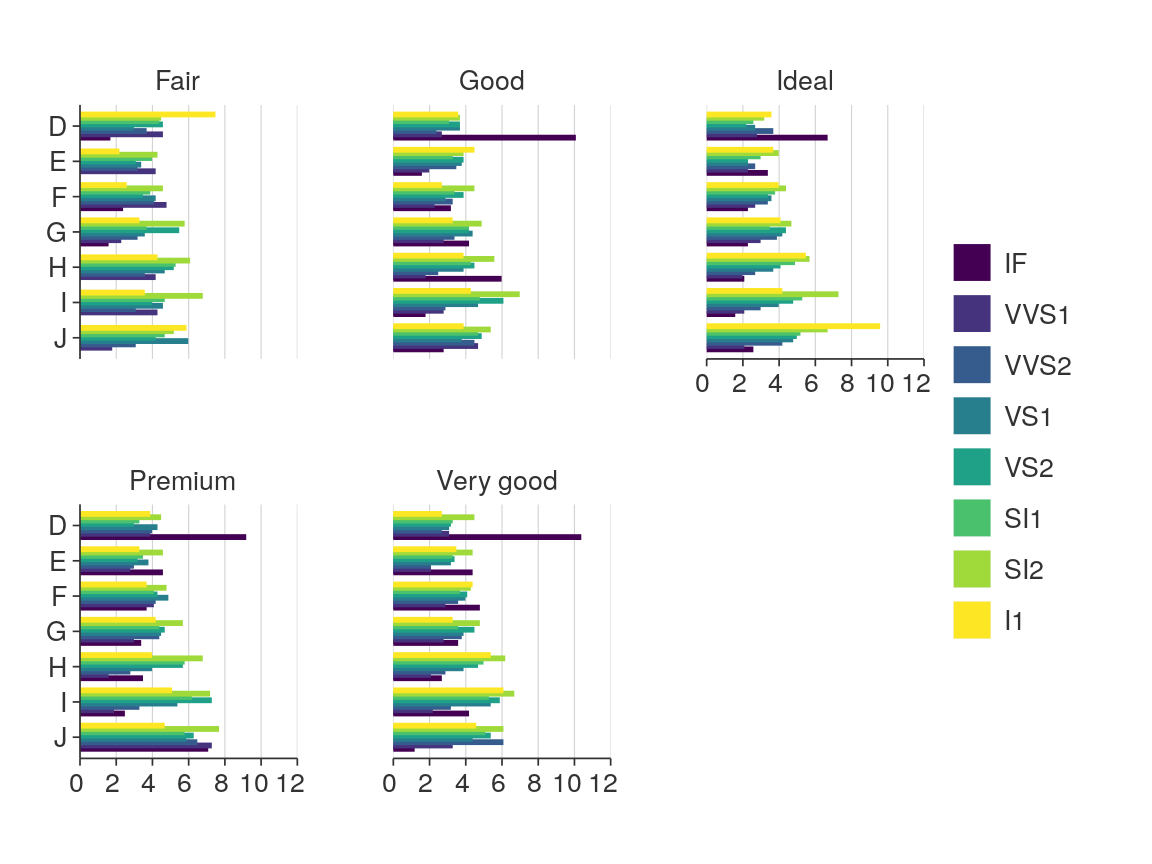 Fair Good Ideal
D
E
F
G
H
I
J
0 2 4 6 8 10 12
IF
VVS1
VVS2
VS1
VS2
SI1
SI2
I1
Premium Very good
D
E
F
G
H
I
J
0 2 4 6 8 10 12 0 2 4 6 8 10 12